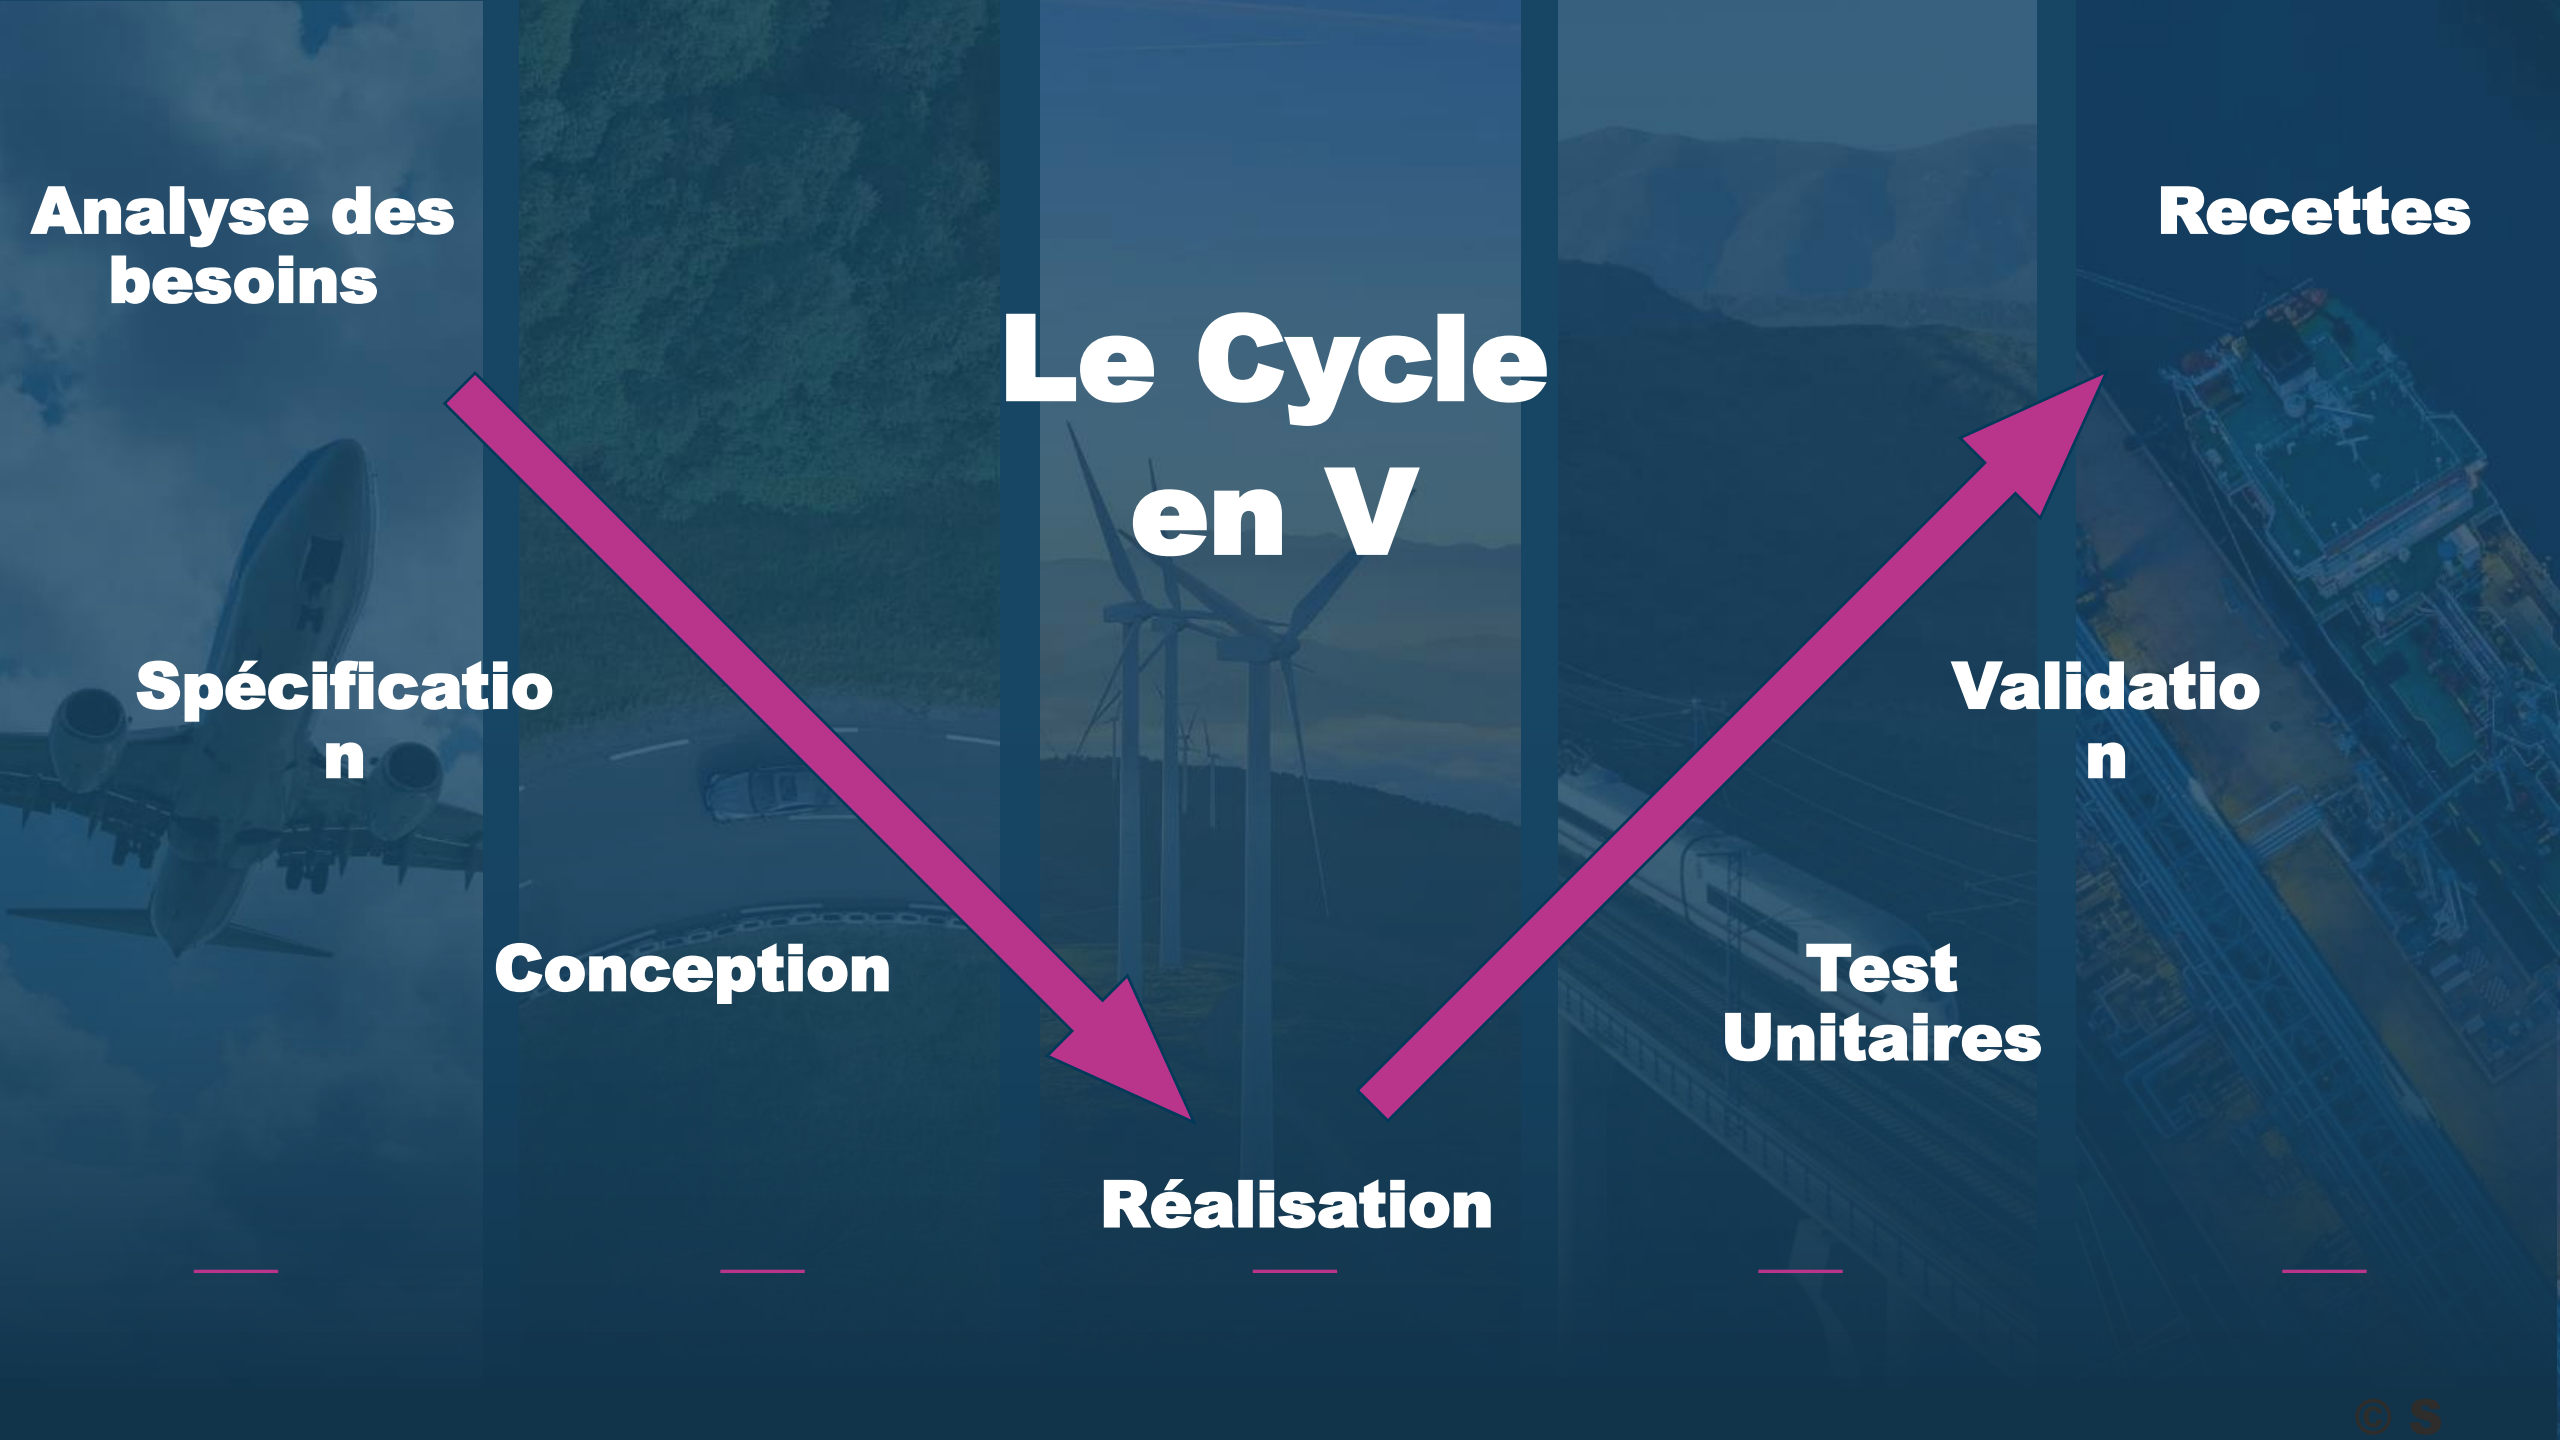 Analyse des
besoins
Recettes
Le Cycle
en V
Spécificatio
n
Validatio
n
Conception
Test
Unitaires
Réalisation
© S